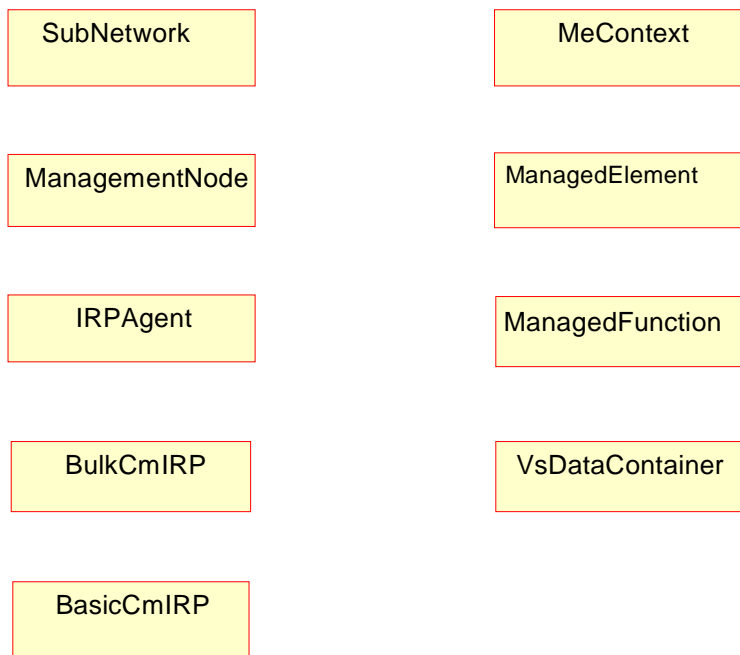 SubNetwork
MeContext
ManagementNode
ManagedElement
IRPAgent
ManagedFunction
BulkCmIRP
VsDataContainer
BasicCmIRP